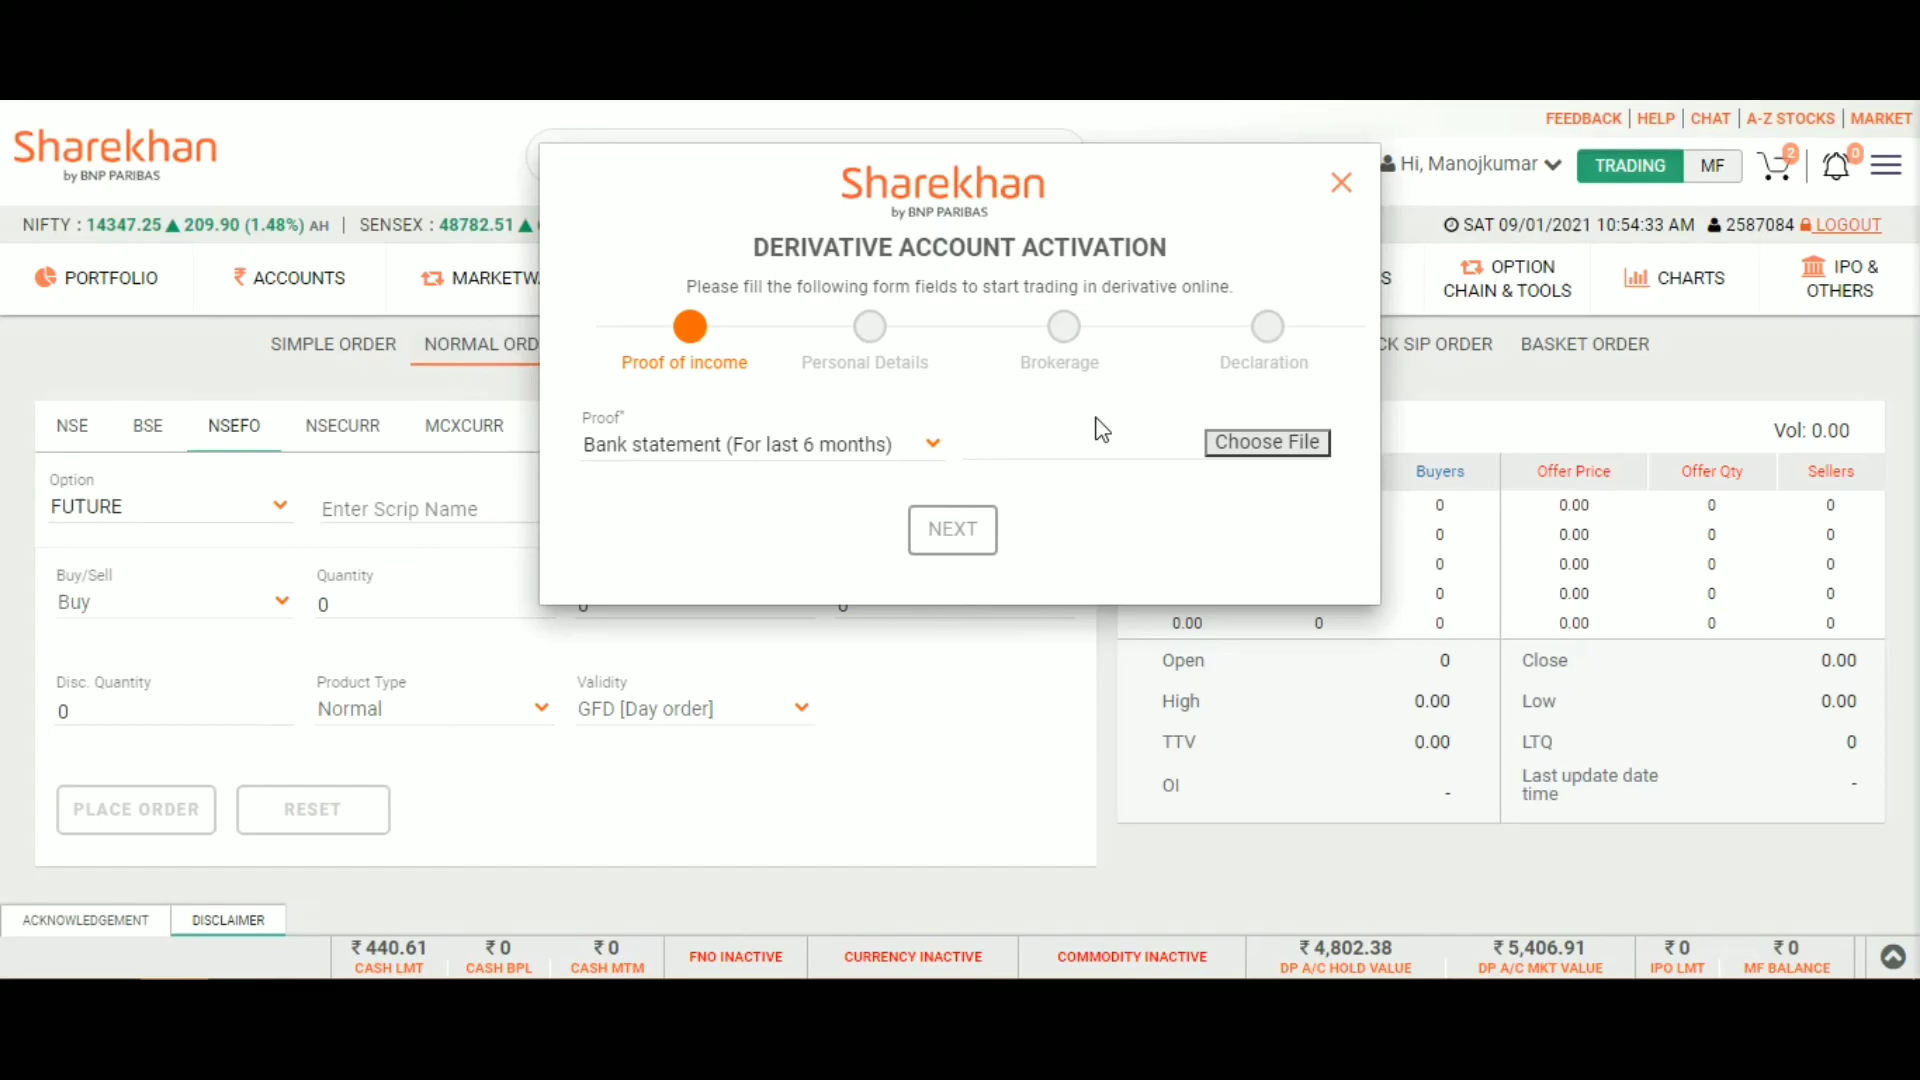 FEEDBACK | HELP | CHAT | A-Z STOCKS | MARKET
Sharekhan
by BNP PARIBAS
Hi, Manojkumar
TRADING MF
2
0
NIFTY : 14347.25 ▲ 209.90 (1.48%) AH | SENSEX : 48782.51 ▲
SAT 09/01/2021 10:54:33 AM 2587084 LOGOUT
PORTFOLIO
₹ ACCOUNTS
MARKETW
S
OPTION
CHAIN & TOOLS
CHARTS
IPO &
OTHERS
SIMPLE ORDER
NORMAL ORD
CK SIP ORDER
BASKET ORDER
Sharekhan
by BNP PARIBAS
DERIVATIVE ACCOUNT ACTIVATION
Please fill the following form fields to start trading in derivative online.
Proof of income
Personal Details
Brokerage
Declaration
Proof*
Bank statement (For last 6 months)
Choose File
NEXT
NSE BSE NSEFO NSECURR MCXCURR
Option
FUTURE
Enter Scrip Name
Buy/Sell
Buy
Quantity
0
0
0
Disc. Quantity
0
Product Type
Normal
Validity
GFD [Day order]
PLACE ORDER
RESET
Vol: 0.00
Buyers Offer Price Offer Qty Sellers
0 0.00 0 0
0 0.00 0 0
0 0.00 0 0
0 0.00 0 0
0.00 0 0 0.00 0 0
Open 0 Close 0.00
High 0.00 Low 0.00
TTV 0.00 LTQ 0
OI - Last update date
time -
ACKNOWLEDGEMENT DISCLAIMER
₹ 440.61
CASH LMT
₹ 0
CASH BPL
₹ 0
CASH MTM
FNO INACTIVE
CURRENCY INACTIVE
COMMODITY INACTIVE
₹ 4,802.38
DP A/C HOLD VALUE
₹ 5,406.91
DP A/C MKT VALUE
₹ 0
IPO LMT
₹ 0
MF BALANCE